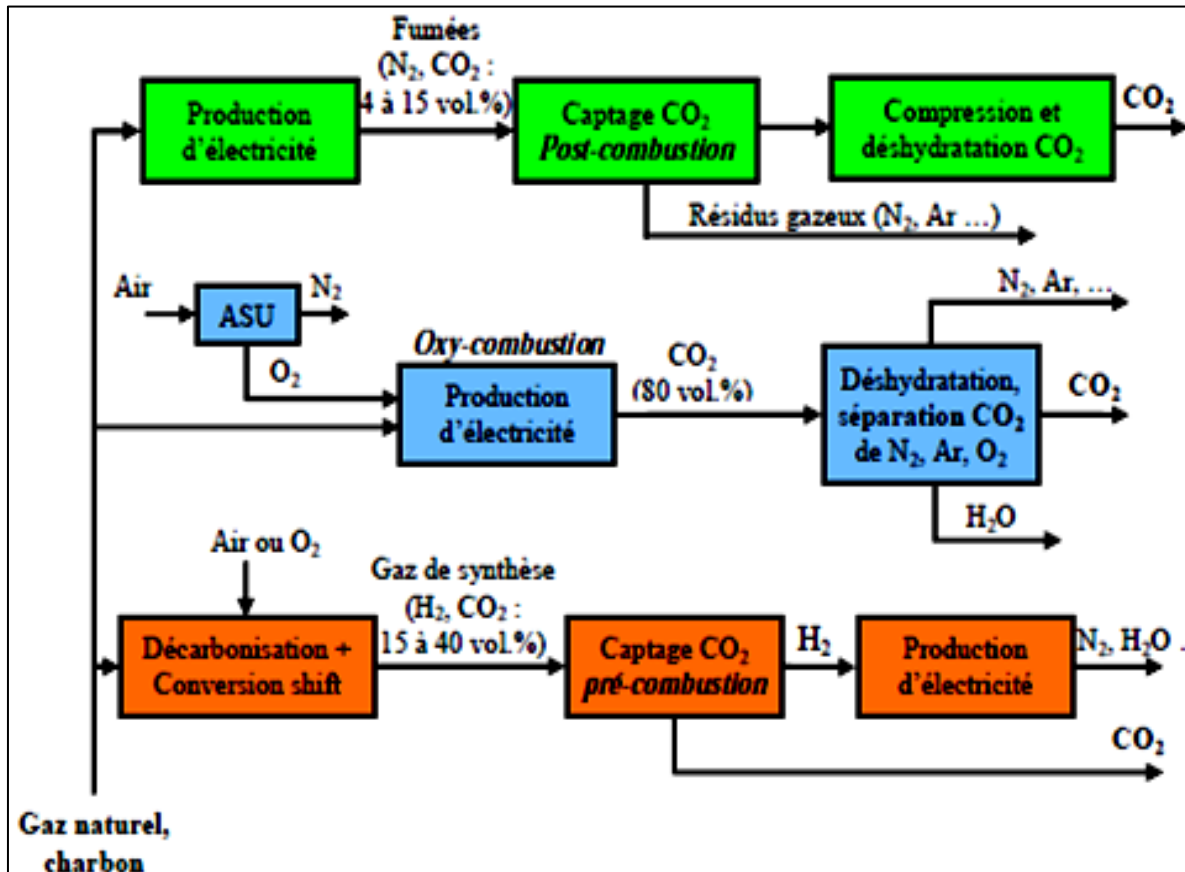 Fumées
(N₂, CO₂ :
4 à 15 vol.%)
Production
d'électricité
Captage CO₂
Post-combustion
Compression et
déshydratation CO₂
CO₂
Résidus gazeux (N₂, Ar ...)
Air
ASU
N₂
O₂
Oxy-combustion
Production
d'électricité
CO₂
(80 vol.%)
N₂, Ar, ...
Déshydratation,
séparation CO₂
de N₂, Ar, O₂
CO₂
H₂O
Air ou O₂
Gaz de synthèse
(H₂, CO₂ :
15 à 40 vol.%)
Décarbonisation +
Conversion shift
Captage CO₂
pré-combustion
H₂
Production
d'électricité
N₂, H₂O .
CO₂
Gaz naturel,
charbon